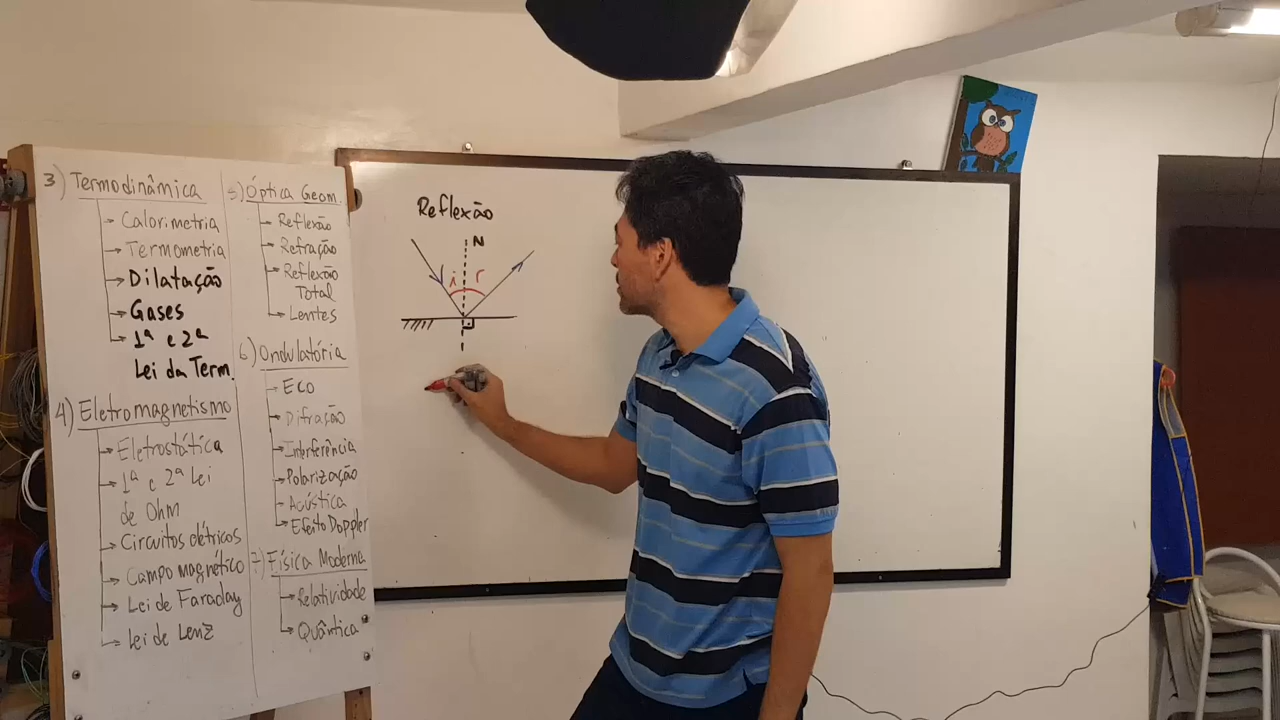 3) Termodinâmica
Calorimetria
Termometria
Dilatação
Gases
1ª e 2ª
Lei da Term.
4) Eletromagnetismo
Eletrostática
1ª e 2ª Lei
de Ohm
Circuitos elétricos
Campo magnético
Lei de Faraday
Lei de Lenz
5) Óptica Geom.
Reflexão
Refração
Reflexão
Total
Lentes
6) Ondulatória
Eco
Difração
Interferência
Polarização
Acústica
Efeito Doppler
7) Física Moderna
Relatividade
Quântica
Reflexão
N
i r